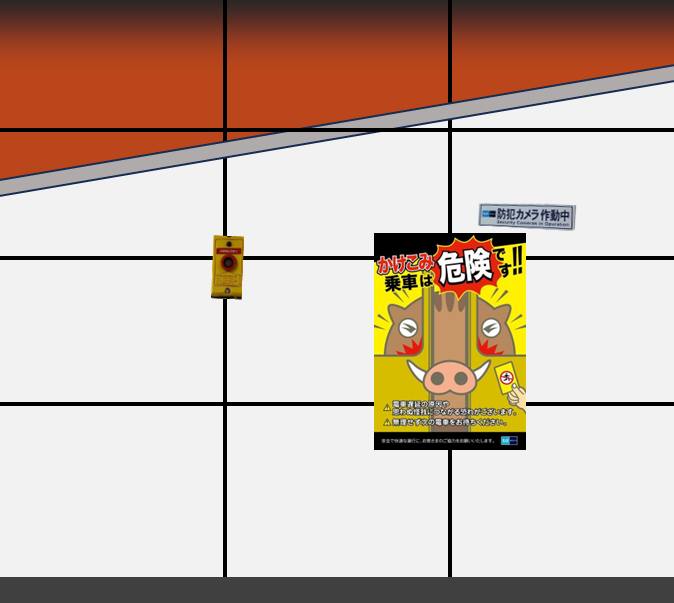 防犯カメラ作動中
Security Cameras in Operation
かけこみ
乗車は
危険
です!!
電車遅延の原因や
思わぬ怪我につながる恐れがございます。
無理せず次の電車をお待ちください。
安全で快適な運行に、お客さまのご協力をお願いいたします。